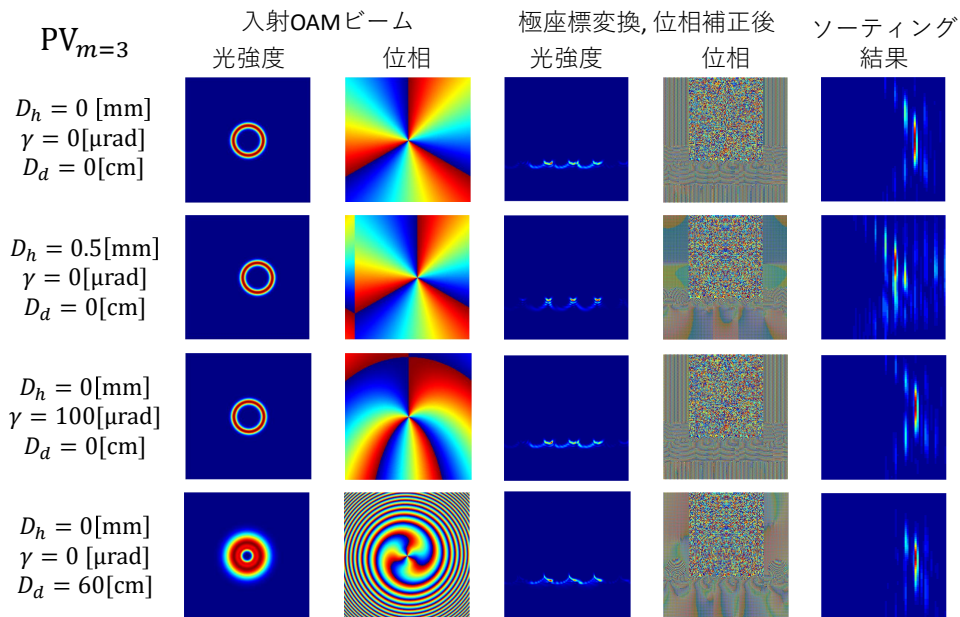 PV_{m=3}
入射OAMビーム
極座標変換, 位相補正後
ソーティング
結果
光強度
位相
光強度
位相
D_h = 0 [mm]
γ = 0[μrad]
D_d = 0[cm]
D_h = 0.5[mm]
γ = 0[μrad]
D_d = 0[cm]
D_h = 0[mm]
γ = 100[μrad]
D_d = 0[cm]
D_h = 0[mm]
γ = 0 [μrad]
D_d = 60[cm]